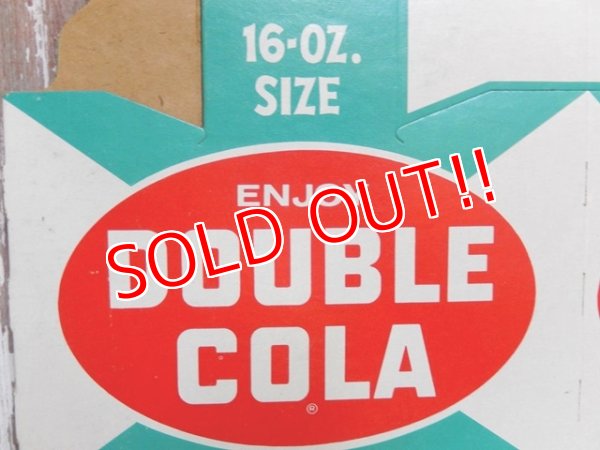 16-OZ.
SIZE
ENJOY
DOUBLE
COLA
®
SOLD OUT!!